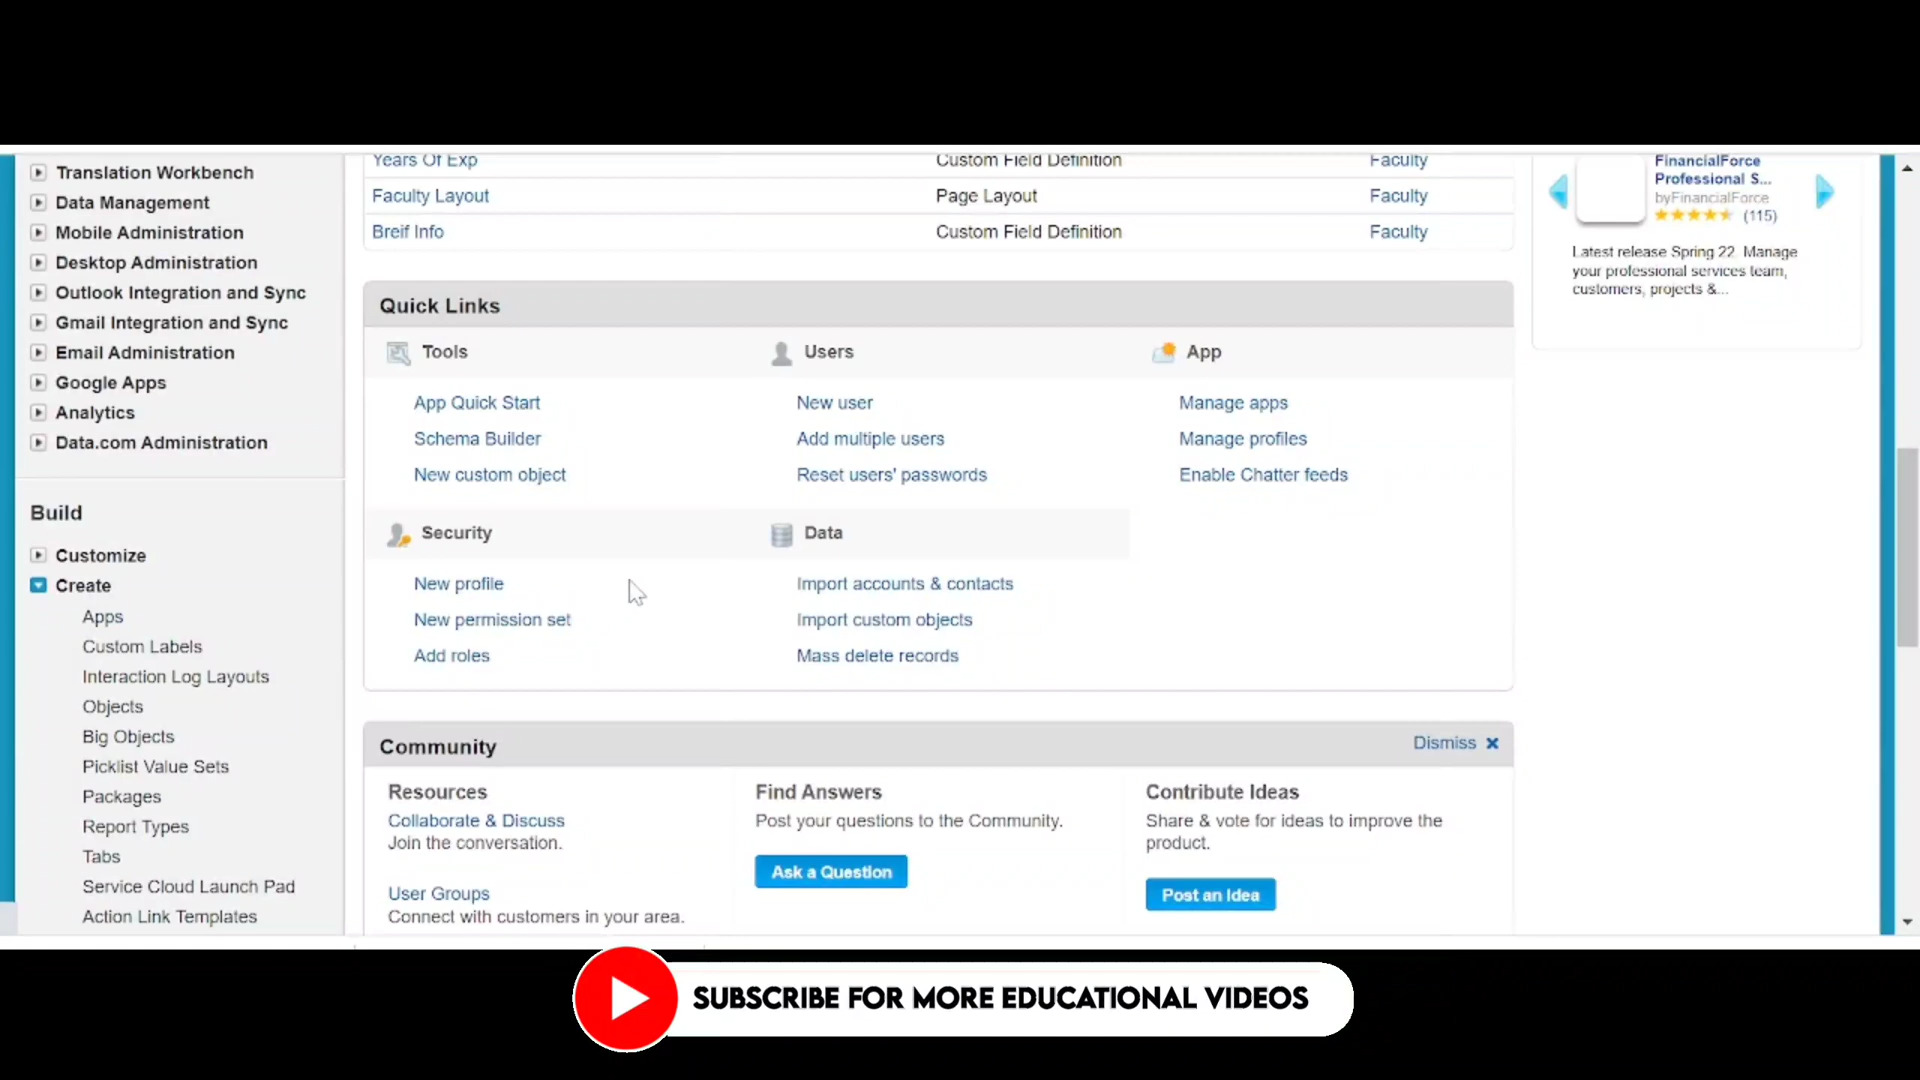 Translation Workbench
Data Management
Mobile Administration
Desktop Administration
Outlook Integration and Sync
Gmail Integration and Sync
Email Administration
Google Apps
Analytics
Data.com Administration
Build
Customize
Create
Apps
Custom Labels
Interaction Log Layouts
Objects
Big Objects
Picklist Value Sets
Packages
Report Types
Tabs
Service Cloud Launch Pad
Action Link Templates
Years Of Exp Custom Field Definition Faculty
Faculty Layout Page Layout Faculty
Breif Info Custom Field Definition Faculty
Quick Links
Tools
App Quick Start
Schema Builder
New custom object
Users
New user
Add multiple users
Reset users' passwords
App
Manage apps
Manage profiles
Enable Chatter feeds
Security
New profile
New permission set
Add roles
Data
Import accounts & contacts
Import custom objects
Mass delete records
Community
Dismiss
Resources
Collaborate & Discuss
Join the conversation.
User Groups
Connect with customers in your area.
Find Answers
Post your questions to the Community.
Ask a Question
Contribute Ideas
Share & vote for ideas to improve the
product.
Post an Idea
FinancialForce
Professional S...
byFinancialForce
(115)
Latest release Spring 22. Manage
your professional services team,
customers, projects &...
SUBSCRIBE FOR MORE EDUCATIONAL VIDEOS